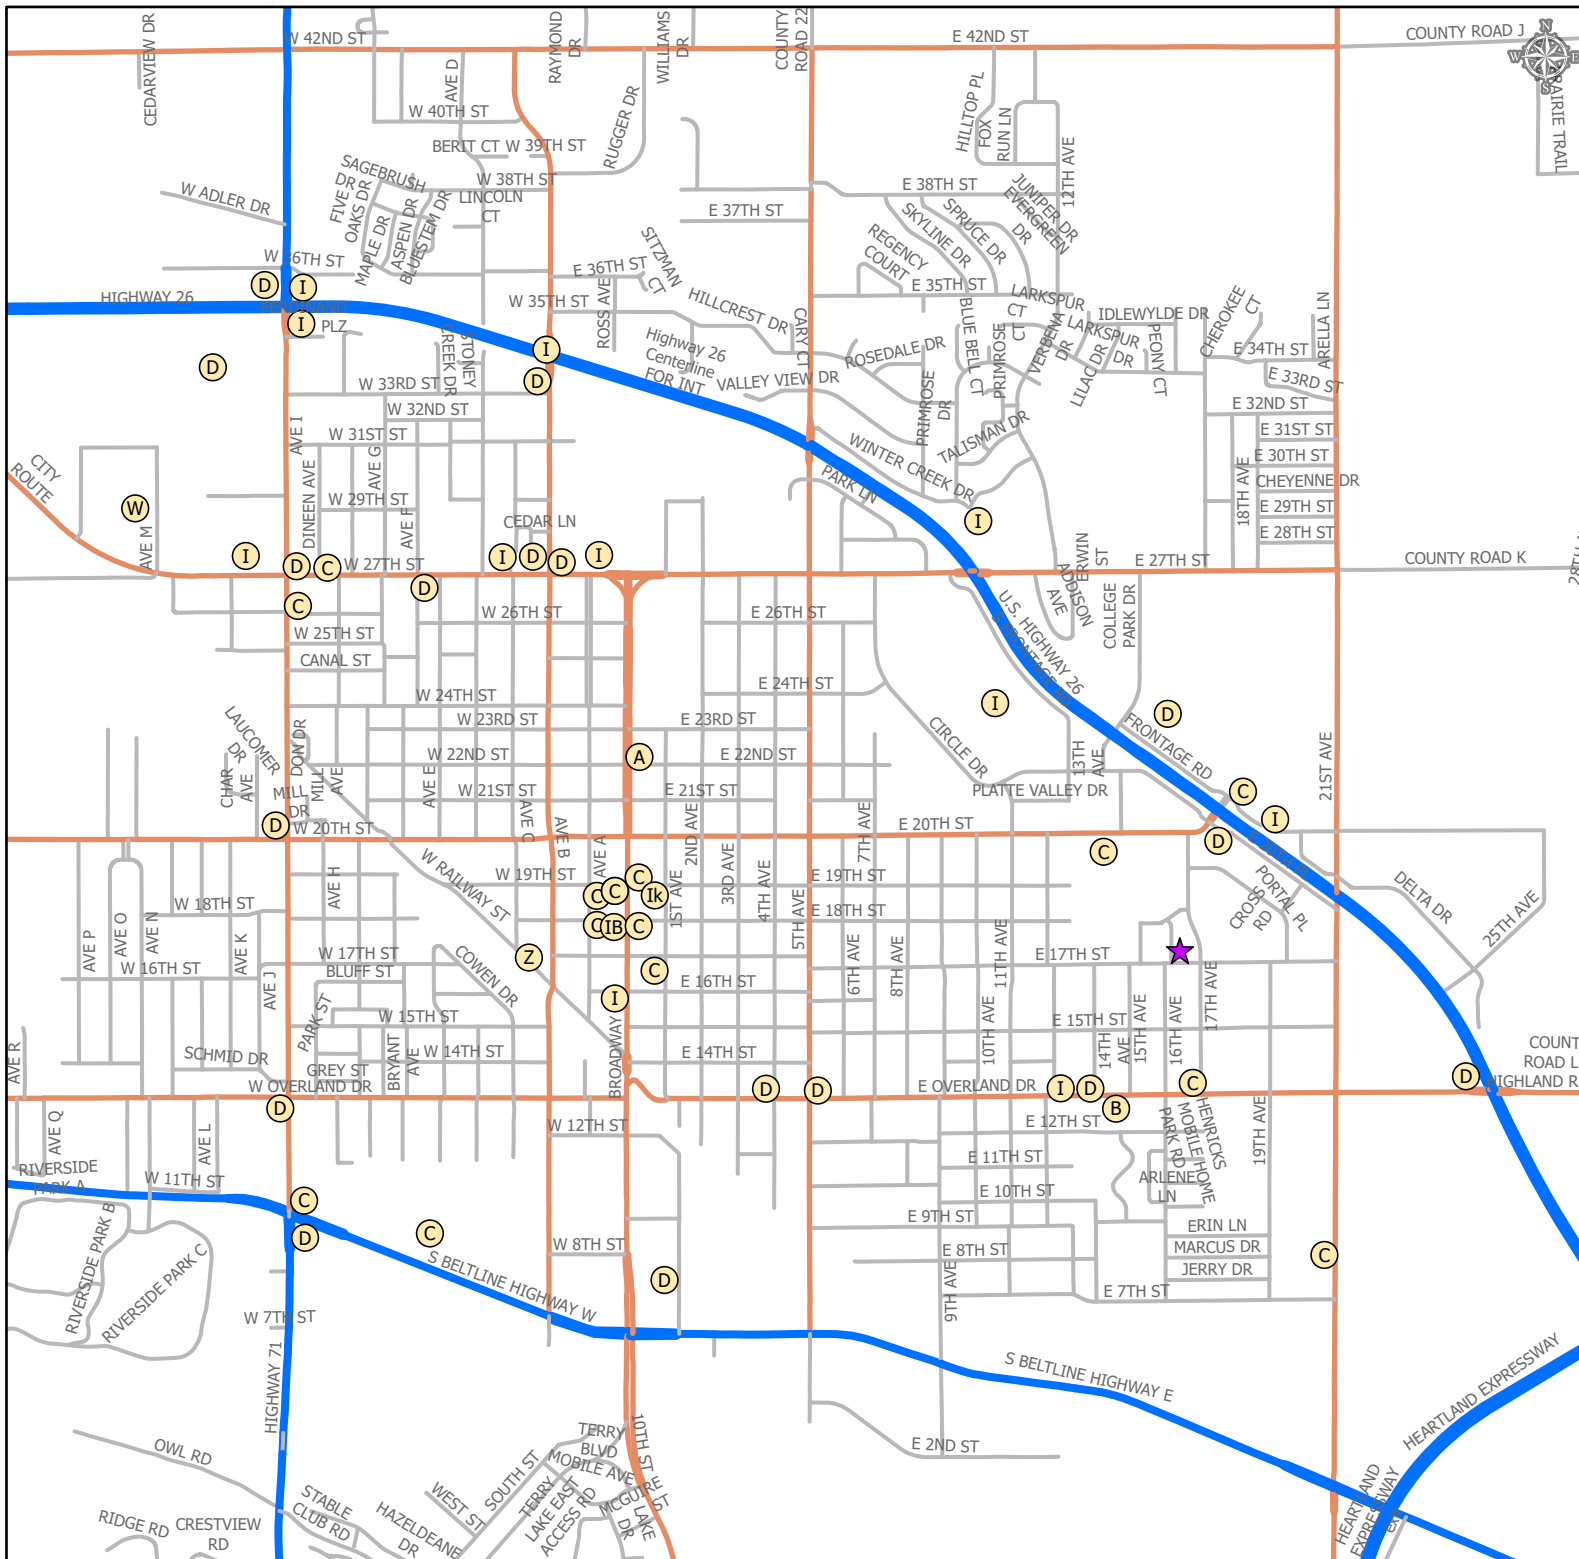 CEDARVIEW DR
W 42ND ST
AVE D
RAYMOND
DR
WILLIAMS
DR
COUNTY
ROAD 22
E 42ND ST
COUNTY ROAD J
N
W
E
S
W 40TH ST
BERIT CT
W 39TH ST
RUGGER DR
HILLTOP PL
FOX
RUN LN
12TH AVE
SAGEBRUSH
DR
W 38TH ST
LINCOLN
CT
W ADLER DR
FIVE
OAKS DR
MAPLE DR
ASPEN DR
BLUESTEM DR
E 38TH ST
E 37TH ST
JUNIPER DR
EVERGREEN
DR
SPRUCE DR
SKYLINE DR
REGENCY
COURT
W 36TH ST
E 36TH ST
SITZMAN
CT
E 35TH ST
D
I
HIGHWAY 26
PLZ
I
W 35TH ST
ROSS AVE
HILLCREST DR
CARY CT
LARKSPUR
CT
IDLEWYLDE DR
CHEROKEE
CT
ARELLA LN
STONEY
CREEK DR
I
Highway 26
Centerline
FOR INT
ROSEDALE DR
BLUE BELL CT
PRIMROSE
CT
VERBENA
DR
LARKSPUR
DR
LILAC DR
PEONY CT
E 34TH ST
D
W 33RD ST
D
VALLEY VIEW DR
E 33RD ST
W 32ND ST
AVE I
PRIMROSE
DR
E 32ND ST
W 31ST ST
TALISMAN DR
E 31ST ST
CITY
ROUTE
DINEEN AVE
AVE G
WINTER CREEK DR
E 30TH ST
PARK LN
CHEYENNE DR
W
AVE M
W 29TH ST
AVE F
18TH AVE
E 29TH ST
CEDAR LN
I
E 28TH ST
I
D
C
W 27TH ST
I
D
D
I
E 27TH ST
ERWIN
ST
COUNTY ROAD K
D
C
W 26TH ST
E 26TH ST
ADDISON
AVE
COLLEGE
PARK DR
W 25TH ST
CANAL ST
U.S. HIGHWAY 26
W 24TH ST
E 24TH ST
I
D
LAUCOMER
DR
DON DR
W 23RD ST
E 23RD ST
CIRCLE DR
FRONTAGE RD
W 22ND ST
A
E 22ND ST
13TH
AVE
21ST AVE
CHAR
AVE
MILL
DR
MILL
AVE
AVE E
W 21ST ST
E 21ST ST
PLATTE VALLEY DR
C
I
D
W 20TH ST
AVE C
AVE B
2ND AVE
7TH AVE
E 20TH ST
D
C
W RAILWAY ST
W 19TH ST
AVE A
C
C
C
Ik
1ST AVE
3RD AVE
4TH AVE
E 19TH ST
CROSS
RD
PORTAL PL
DELTA DR
25TH AVE
AVE P
AVE O
AVE N
W 18TH ST
AVE K
AVE H
C
IB
C
5TH AVE
E 18TH ST
W 17TH ST
BLUFF ST
W 16TH ST
AVE J
COWEN DR
Z
C
E 16TH ST
6TH AVE
8TH AVE
11TH AVE
E 17TH ST
17TH AVE
I
PARK ST
W 15TH ST
E 15TH ST
AVE R
SCHMID DR
GREY ST
BRYANT
AVE
W 14TH ST
BROADWAY
E 14TH ST
10TH AVE
14TH
AVE
15TH AVE
16TH AVE
W OVERLAND DR
D
D
D
E OVERLAND DR
I
D
B
C
D
HIGHLAND R
AVE Q
AVE L
W 12TH ST
E 12TH ST
HENRICKS
MOBILE HOME
PARK RD
19TH AVE
RIVERSIDE
PARK A
W 11TH ST
E 11TH ST
ARLENE
LN
RIVERSIDE PARK B
RIVERSIDE PARK C
C
D
C
E 10TH ST
E 9TH ST
ERIN LN
W 8TH ST
E 8TH ST
MARCUS DR
C
JERRY DR
D
S BELTLINE HIGHWAY W
9TH AVE
E 7TH ST
W 7TH ST
HIGHWAY 71
S BELTLINE HIGHWAY E
HEARTLAND EXPRESSWAY
OWL RD
TERRY
BLVD
10TH ST
E 2ND ST
MOBILE AVE
SOUTH ST
WEST ST
TERRY
LAKE EAST
ACCESS RD
MCGUIRE
DR
LAKE
ST
STABLE
CLUB RD
HAZELDEANE
DR
RIDGE RD
CRESTVIEW
RD
HEARTLAND
EXPRESSWAY